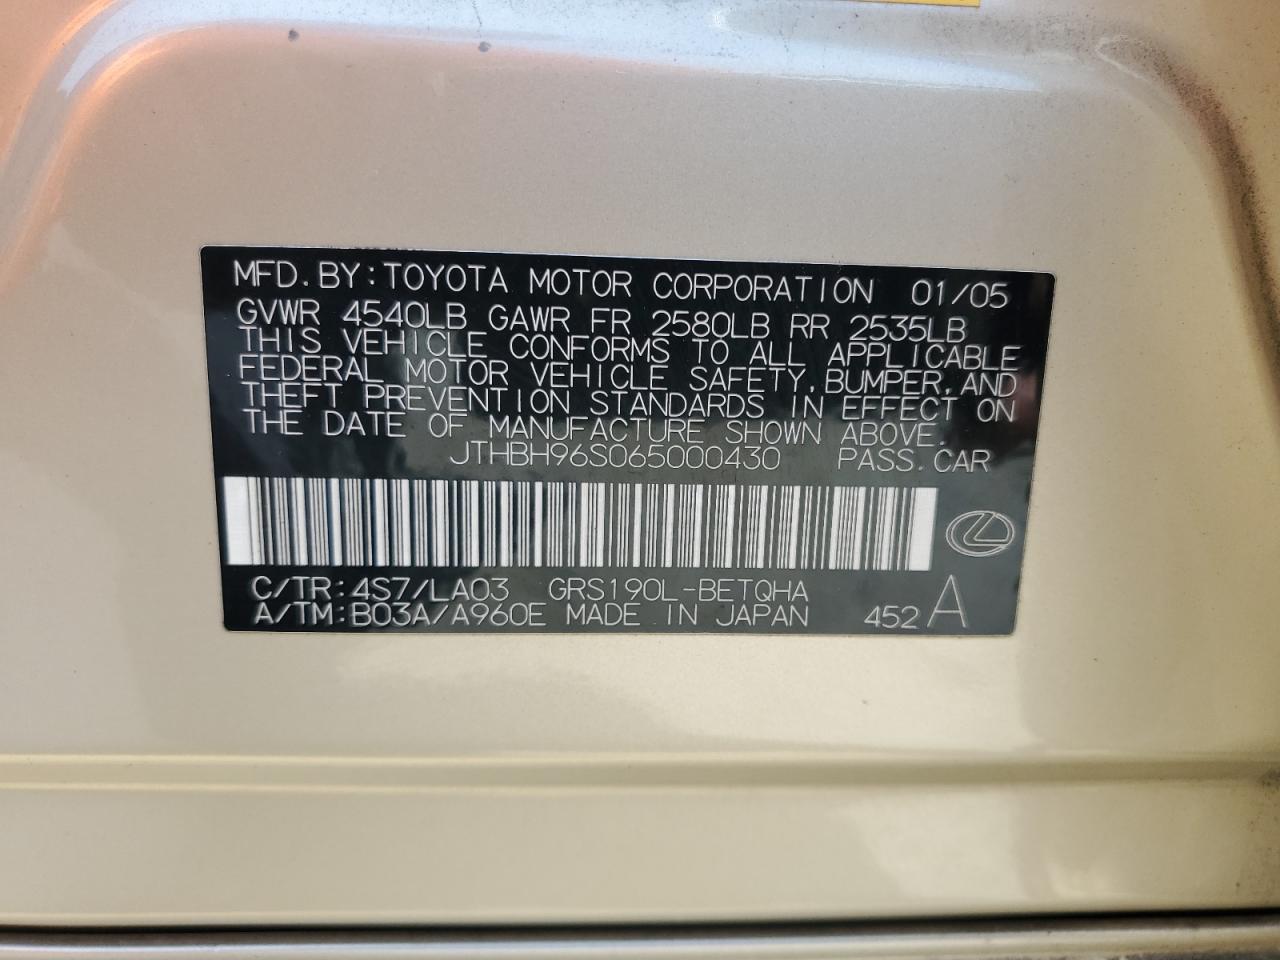 MFD.BY:TOYOTA MOTOR CORPORATION 01/05
GVWR 4540LB GAWR FR 2580LB RR 2535LB
THIS VEHICLE CONFORMS TO ALL APPLICABLE
FEDERAL MOTOR VEHICLE SAFETY,BUMPER,AND
THEFT PREVENTION STANDARDS IN EFFECT ON
THE DATE OF MANUFACTURE SHOWN ABOVE.
JTHBH96S065000430 PASS.CAR
C/TR:4S7/LA03 GRS190L-BETQHA
A/TM:B03A/A960E MADE IN JAPAN 452 A